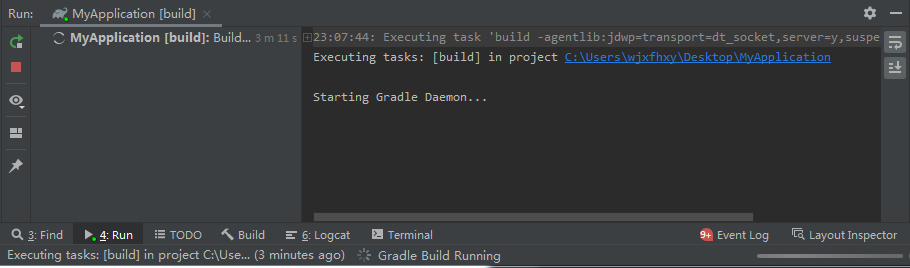 Run: MyApplication [build]
MyApplication [build]: Build... 3 m 11 s
23:07:44: Executing task 'build -agentlib:jdwp=transport=dt_socket,server=y,suspe
Executing tasks: [build] in project C:\Users\wjxfhxy\Desktop\MyApplication
Starting Gradle Daemon...
3: Find 4: Run TODO Build 6: Logcat Terminal 9+ Event Log Layout Inspector
Executing tasks: [build] in project C:\Use... (3 minutes ago) Gradle Build Running